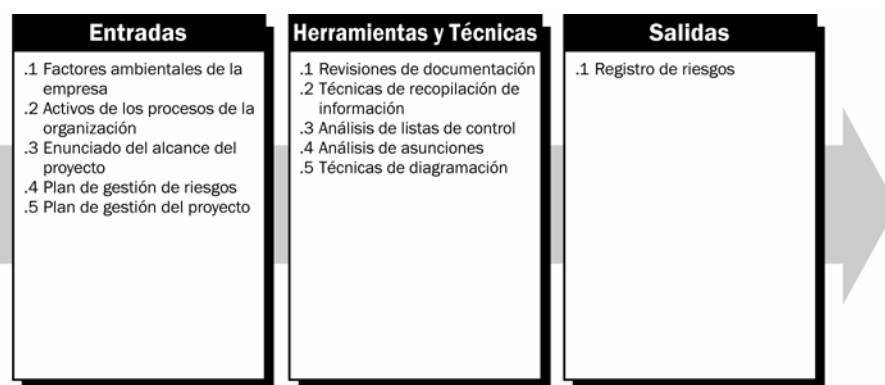 Entradas
.1 Factores ambientales de la
empresa
.2 Activos de los procesos de la
organización
.3 Enunciado del alcance del
proyecto
.4 Plan de gestión de riesgos
.5 Plan de gestión del proyecto
Herramientas y Técnicas
.1 Revisiones de documentación
.2 Técnicas de recopilación de
información
.3 Análisis de listas de control
.4 Análisis de asunciones
.5 Técnicas de diagramación
Salidas
.1 Registro de riesgos